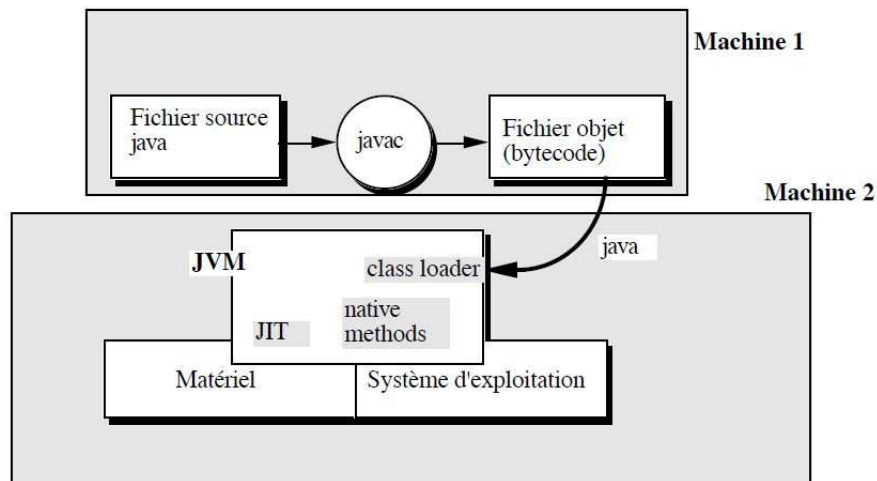 Machine 1
Fichier source
java
javac
Fichier objet
(bytecode)
Machine 2
java
JVM
class loader
JIT
native
methods
Matériel
Système d'exploitation